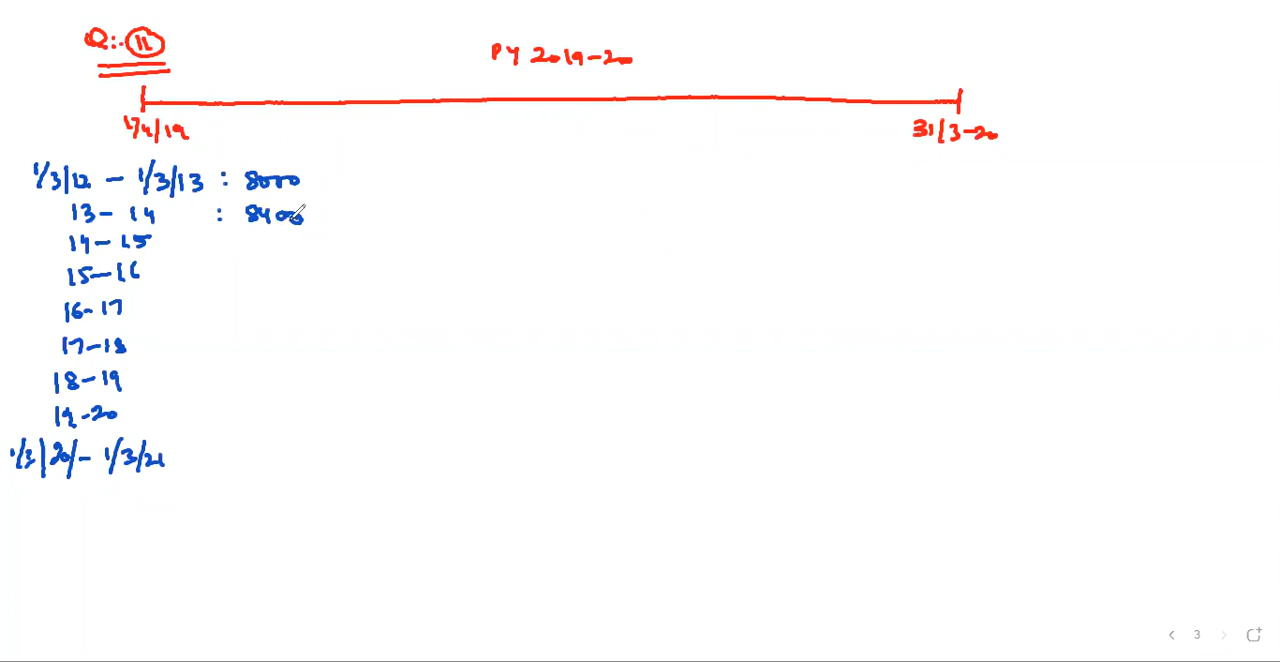 Q:- 11
PY 2019-20
1/4/19
31/3-20
1/3/12 - 1/3/13 : 8000
13-14 : 8400
14-15
15-16
16-17
17-18
18-19
19-20
1/3/20/- 1/3/21
3